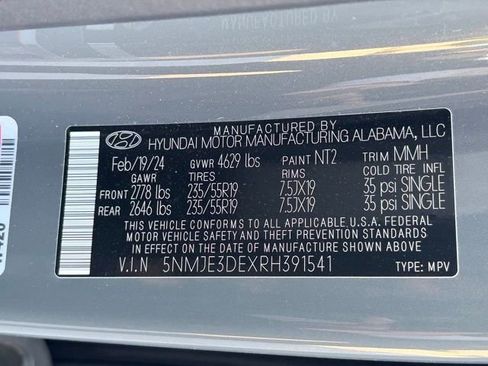 MANUFACTURED BY
HYUNDAI MOTOR MANUFACTURING ALABAMA, LLC
Feb/19/24 GVWR 4629 lbs PAINT NT2 TRIM MMH
GAWR TIRES RIMS COLD TIRE INFL
FRONT 2778 lbs 235/55R19 7.5JX19 35 psi SINGLE
REAR 2646 lbs 235/55R19 7.5JX19 35 psi SINGLE
THIS VEHICLE CONFORMS TO ALL APPLICABLE U.S.A. FEDERAL
MOTOR VEHICLE SAFETY AND THEFT PREVENTION STANDARDS
IN EFFECT ON THE DATE OF MANUFACTURE SHOWN ABOVE
V.I.N 5NMJE3DEXRH391541 TYPE: MPV